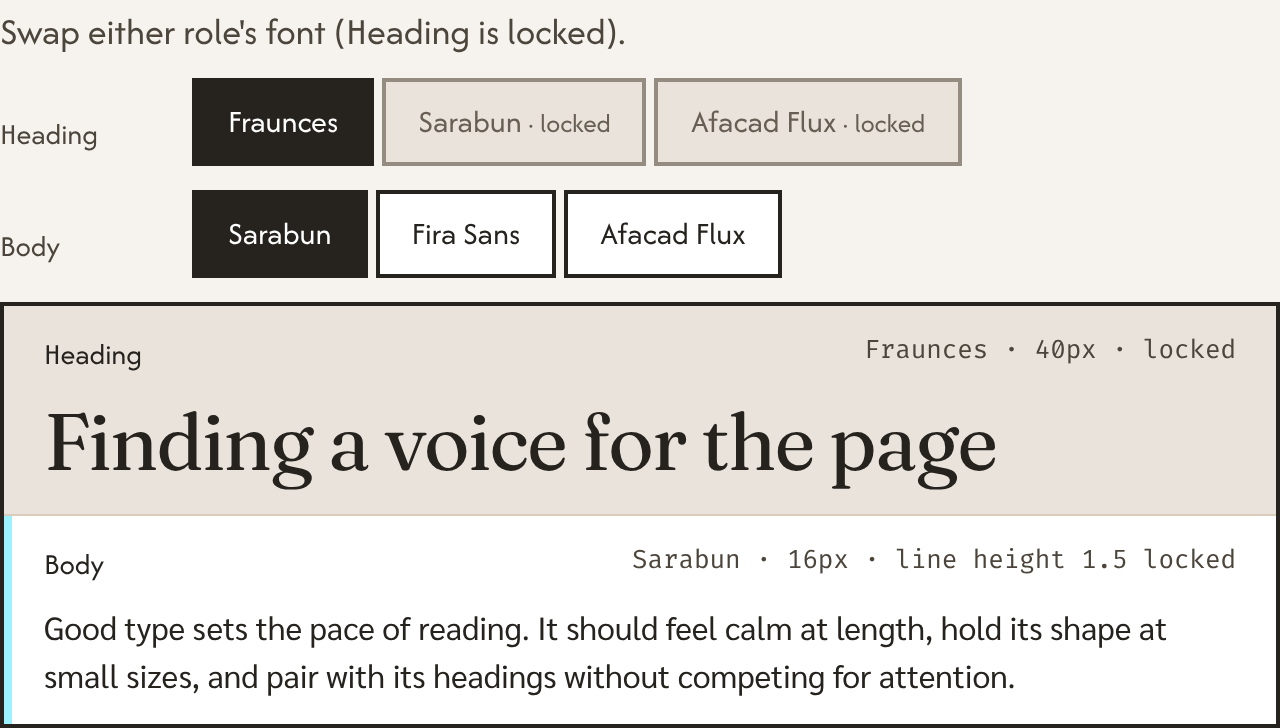 Swap either role's font (Heading is locked).
Heading Fraunces Sarabun · locked Afacad Flux · locked
Body Sarabun Fira Sans Afacad Flux
Heading Fraunces · 40px · locked
Finding a voice for the page
Body Sarabun · 16px · line height 1.5 locked
Good type sets the pace of reading. It should feel calm at length, hold its shape at
small sizes, and pair with its headings without competing for attention.